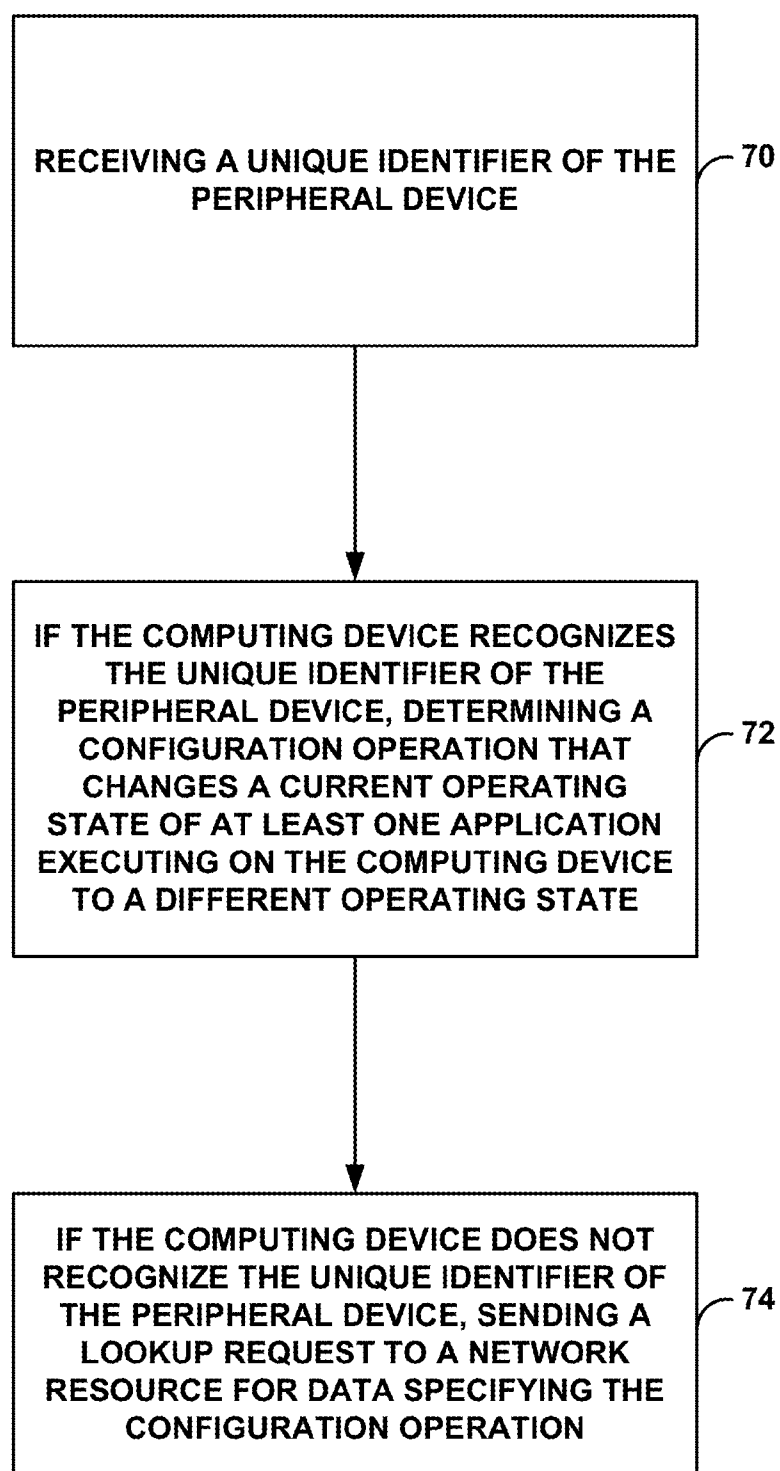 RECEIVING A UNIQUE IDENTIFIER OF THE
PERIPHERAL DEVICE
70
IF THE COMPUTING DEVICE RECOGNIZES
THE UNIQUE IDENTIFIER OF THE
PERIPHERAL DEVICE, DETERMINING A
CONFIGURATION OPERATION THAT
CHANGES A CURRENT OPERATING
STATE OF AT LEAST ONE APPLICATION
EXECUTING ON THE COMPUTING DEVICE
TO A DIFFERENT OPERATING STATE
72
IF THE COMPUTING DEVICE DOES NOT
RECOGNIZE THE UNIQUE IDENTIFIER OF
THE PERIPHERAL DEVICE, SENDING A
LOOKUP REQUEST TO A NETWORK
RESOURCE FOR DATA SPECIFYING THE
CONFIGURATION OPERATION
74